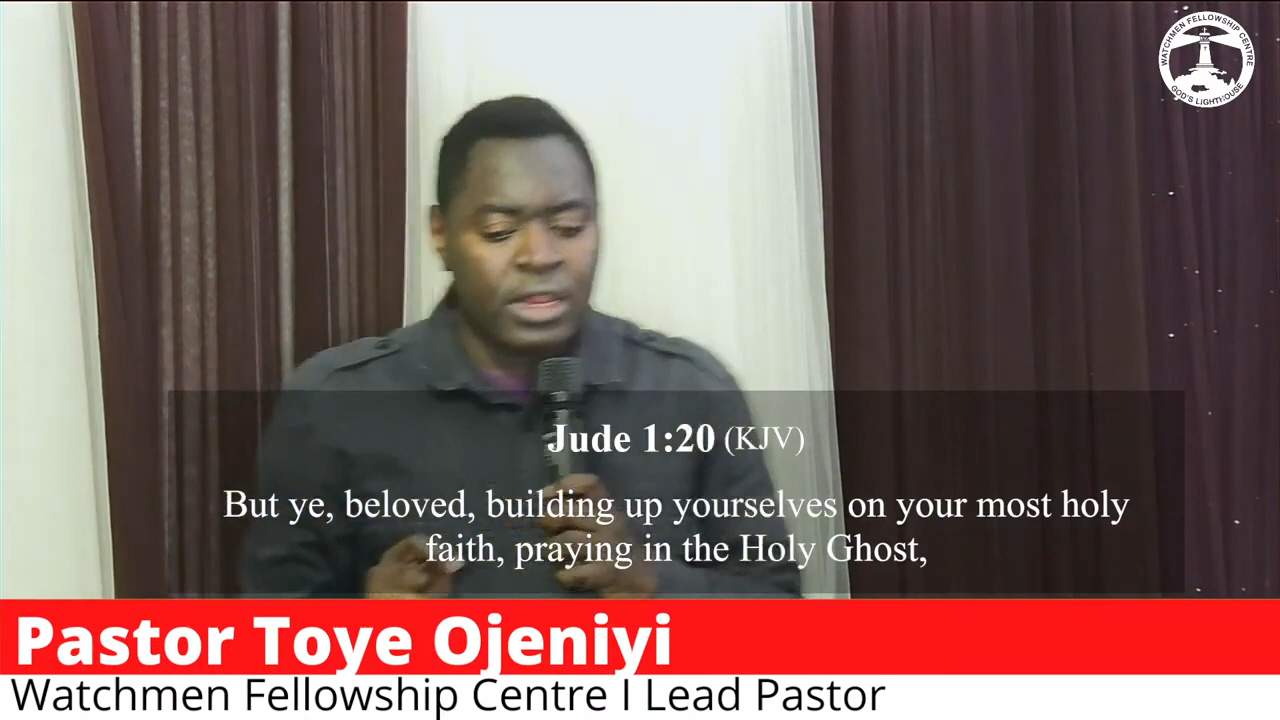 WATCHMEN FELLOWSHIP CENTRE
GOD'S LIGHTHOUSE
Jude 1:20 (KJV)
But ye, beloved, building up yourselves on your most holy
faith, praying in the Holy Ghost,
Pastor Toye Ojeniyi
Watchmen Fellowship Centre I Lead Pastor